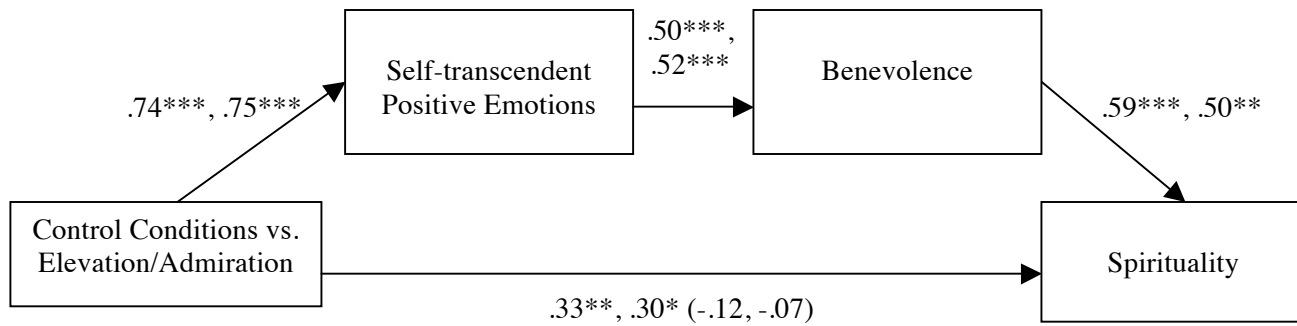 .50***,
.52***
Self-transcendent
Positive Emotions
Benevolence
.74***, .75***
.59***, .50**
Control Conditions vs.
Elevation/Admiration
Spirituality
.33**, .30* (-.12, -.07)